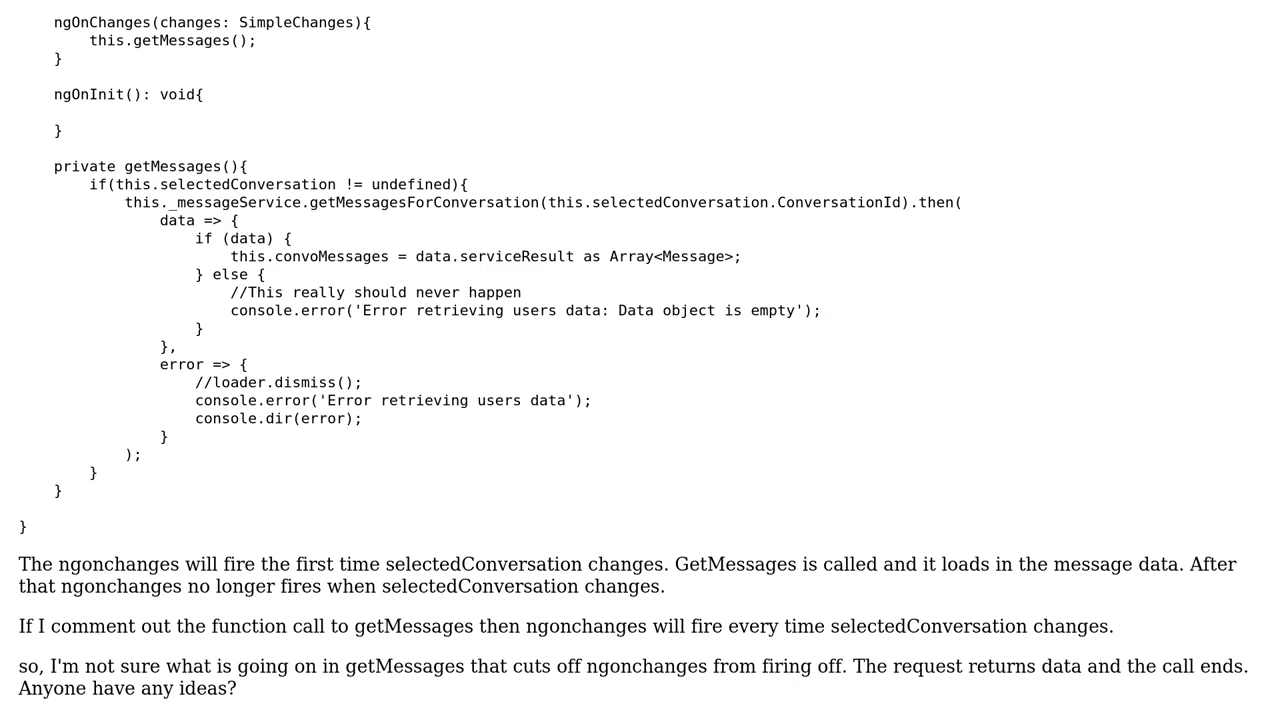 ngOnChanges(changes: SimpleChanges){
        this.getMessages();
    }

    ngOnInit(): void{

    }

    private getMessages(){
        if(this.selectedConversation != undefined){
            this._messageService.getMessagesForConversation(this.selectedConversation.ConversationId).then(
                data => {
                    if (data) {
                        this.convoMessages = data.serviceResult as Array<Message>;
                    } else {
                        //This really should never happen
                        console.error('Error retrieving users data: Data object is empty');
                    }
                },
                error => {
                    //loader.dismiss();
                    console.error('Error retrieving users data');
                    console.dir(error);
                }
            );
        }
    }

}
The ngonchanges will fire the first time selectedConversation changes. GetMessages is called and it loads in the message data. After
that ngonchanges no longer fires when selectedConversation changes.
If I comment out the function call to getMessages then ngonchanges will fire every time selectedConversation changes.
so, I'm not sure what is going on in getMessages that cuts off ngonchanges from firing off. The request returns data and the call ends.
Anyone have any ideas?